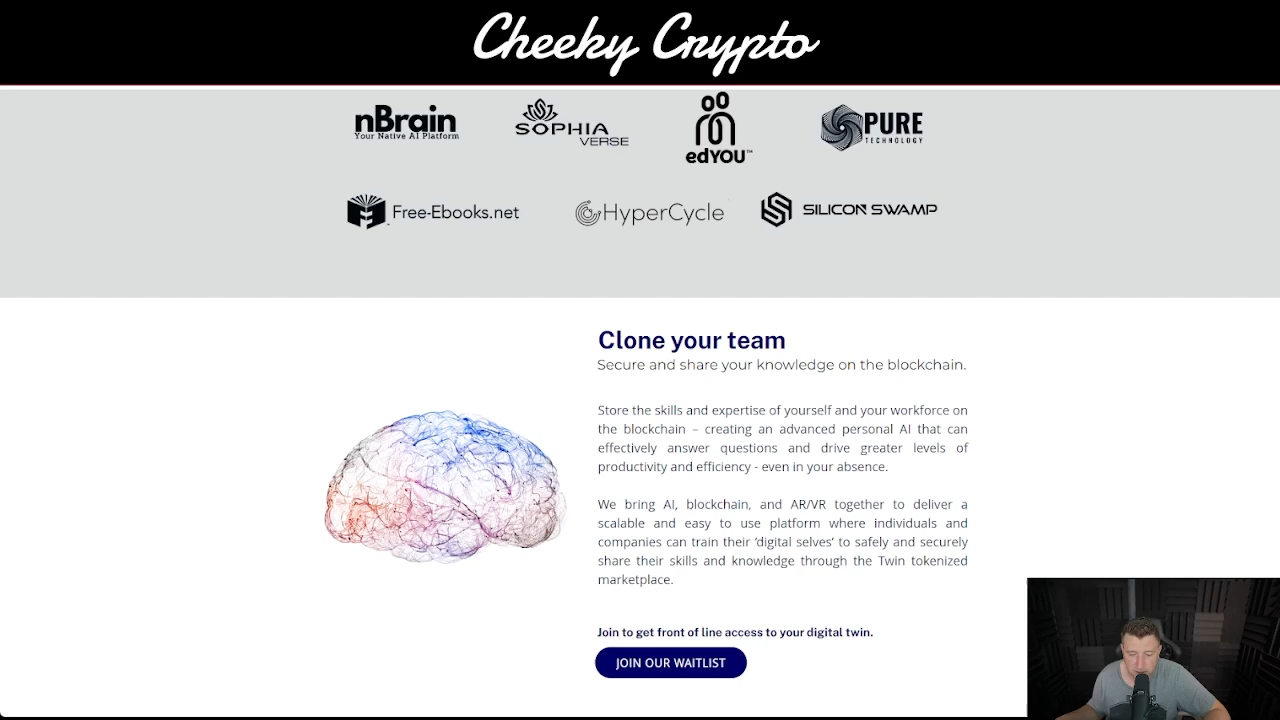 Cheeky Crypto
nBrain
Your Native AI Platform
SOPHIA
VERSE
edYOU™
PURE
TECHNOLOGY
Free-Ebooks.net
HyperCycle
SILICON SWAMP
Clone your team
Secure and share your knowledge on the blockchain.
Store the skills and expertise of yourself and your workforce on
the blockchain – creating an advanced personal AI that can
effectively answer questions and drive greater levels of
productivity and efficiency - even in your absence.
We bring AI, blockchain, and AR/VR together to deliver a
scalable and easy to use platform where individuals and
companies can train their ‘digital selves’ to safely and securely
share their skills and knowledge through the Twin tokenized
marketplace.
Join to get front of line access to your digital twin.
JOIN OUR WAITLIST